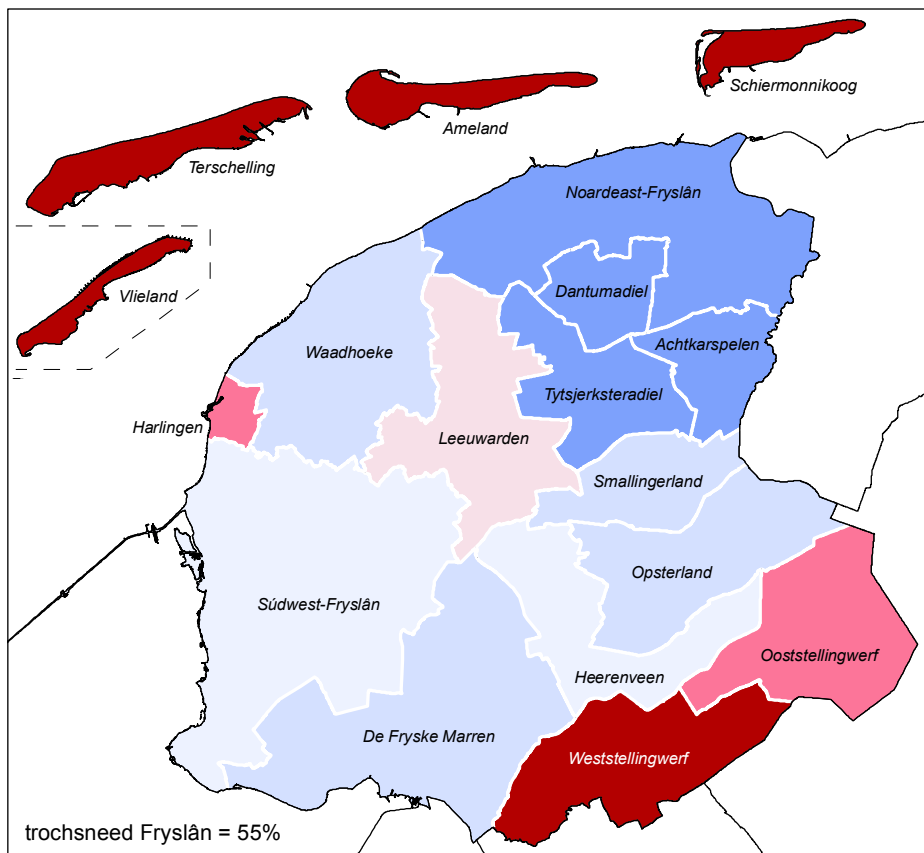 Schiermonnikoog
Ameland
Terschelling
Noardeast-Fryslân
Vlieland
Dantumadiel
Waadhoeke
Achtkarspelen
Tytsjerksteradiel
Harlingen
Leeuwarden
Smallingerland
Opsterland
Súdwest-Fryslân
Ooststellingwerf
Heerenveen
De Fryske Marren
Weststellingwerf
trochsneed Fryslân = 55%